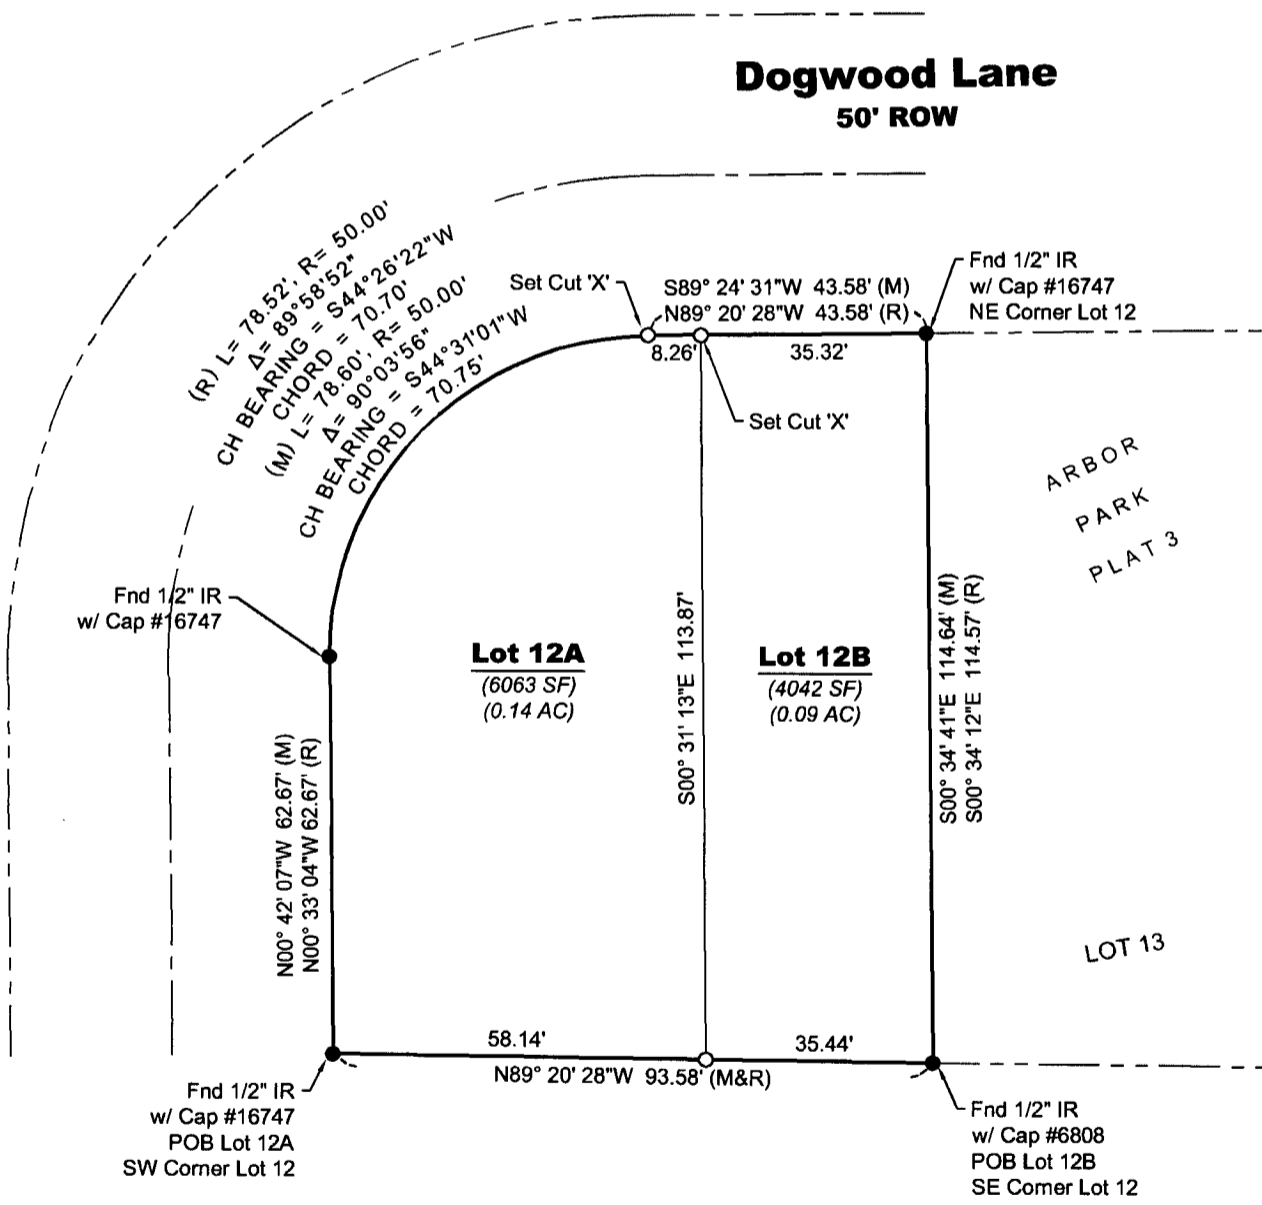 Dogwood Lane
50' ROW
(R) L= 78.52', R= 50.00'
Δ= 89°58'52"
CH BEARING = S44°26'22"W
CHORD = 70.70'
(M) L= 78.60', R= 50.00'
Δ= 90°03'56"
CH BEARING = S44°31'01"W
CHORD = 70.75'
Set Cut 'X'
S89° 24' 31"W 43.58' (M)
N89° 20' 28"W 43.58' (R)
8.26'
35.32'
Fnd 1/2" IR
w/ Cap #16747
NE Corner Lot 12
Set Cut 'X'
ARBOR
PARK
PLAT 3
Fnd 1/2" IR
w/ Cap #16747
Lot 12A
(6063 SF)
(0.14 AC)
S00° 31' 13"E 113.87'
Lot 12B
(4042 SF)
(0.09 AC)
S00° 34' 41"E 114.64' (M)
S00° 34' 12"E 114.57' (R)
N00° 42' 07"W 62.67' (M)
N00° 33' 04"W 62.67' (R)
LOT 13
58.14'
35.44'
N89° 20' 28"W 93.58' (M&R)
Fnd 1/2" IR
w/ Cap #16747
POB Lot 12A
SW Corner Lot 12
Fnd 1/2" IR
w/ Cap #6808
POB Lot 12B
SE Corner Lot 12